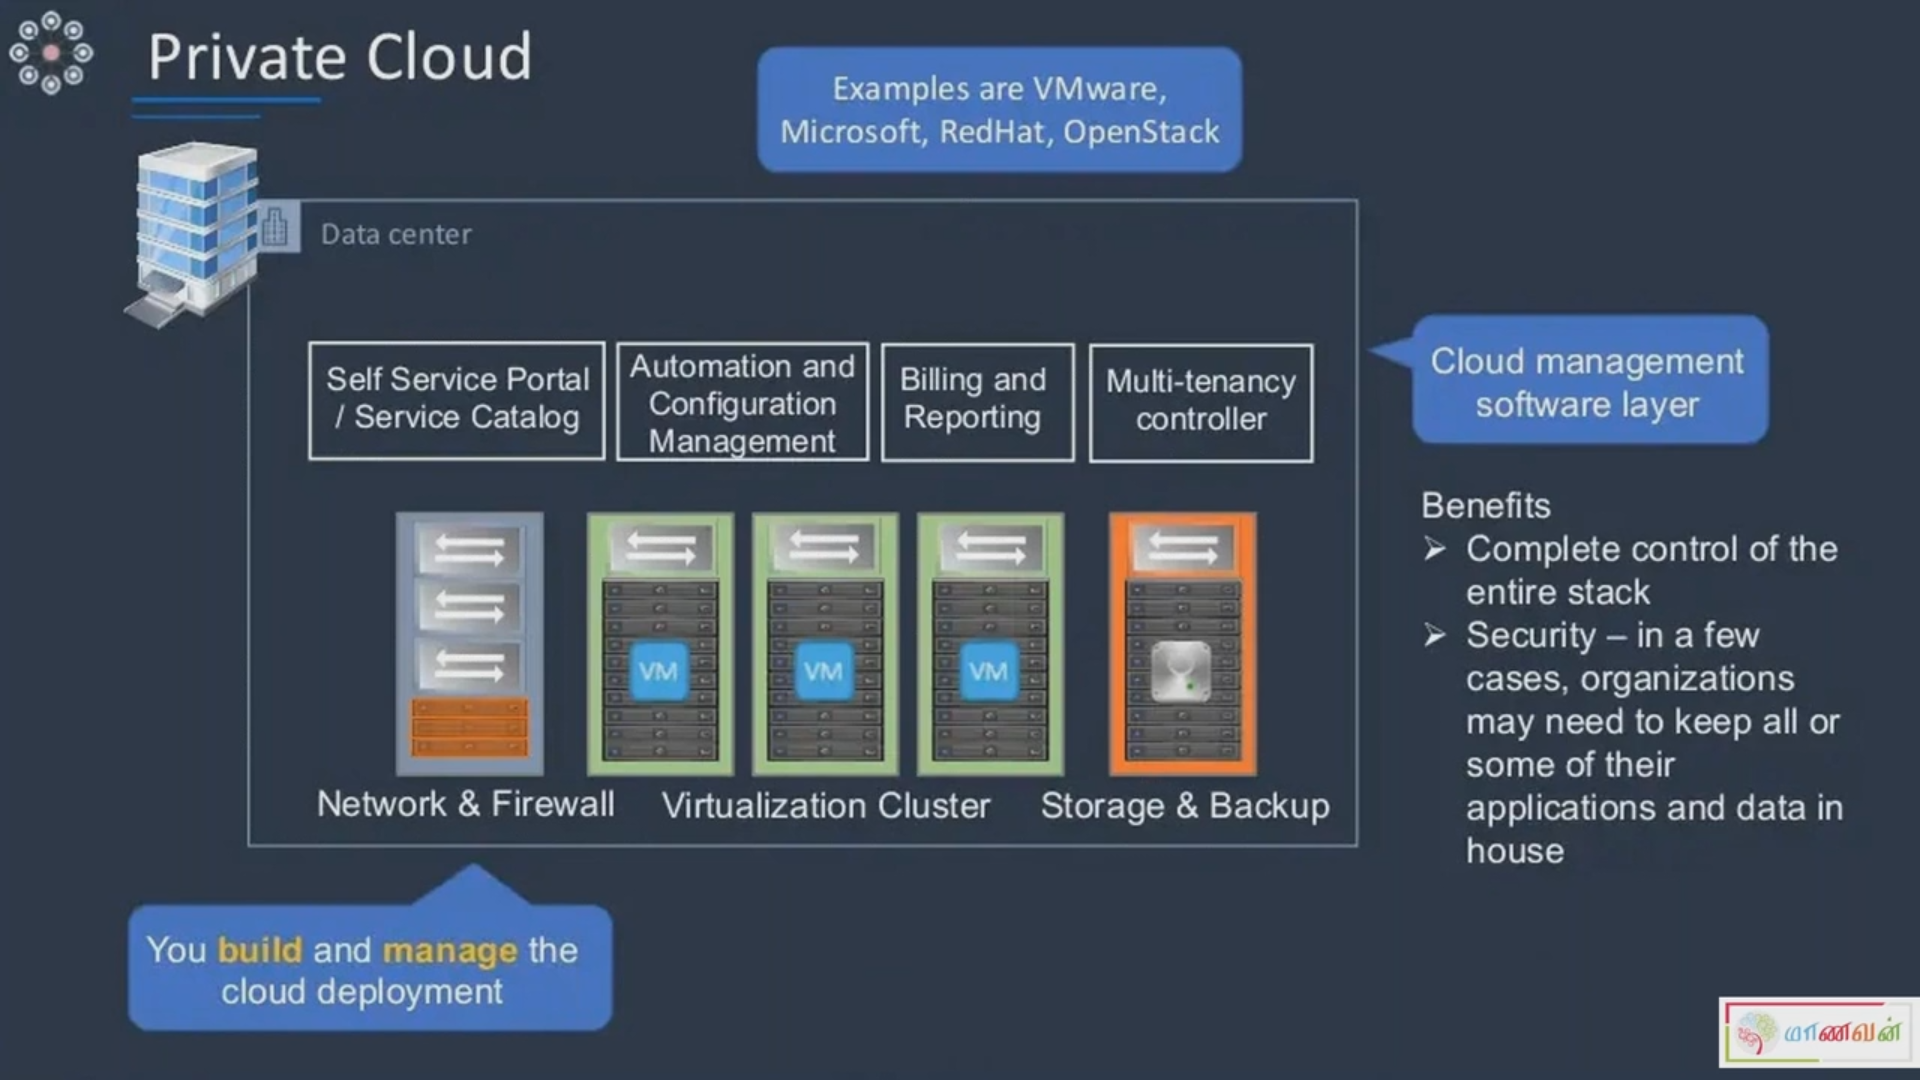 Private Cloud
Examples are VMware,
Microsoft, RedHat, OpenStack
Data center
Self Service Portal
/ Service Catalog
Automation and
Configuration
Management
Billing and
Reporting
Multi-tenancy
controller
Cloud management
software layer
VM
VM
VM
Network & Firewall
Virtualization Cluster
Storage & Backup
Benefits
➢ Complete control of the
entire stack
➢ Security – in a few
cases, organizations
may need to keep all or
some of their
applications and data in
house
You build and manage the
cloud deployment
மாணவன்